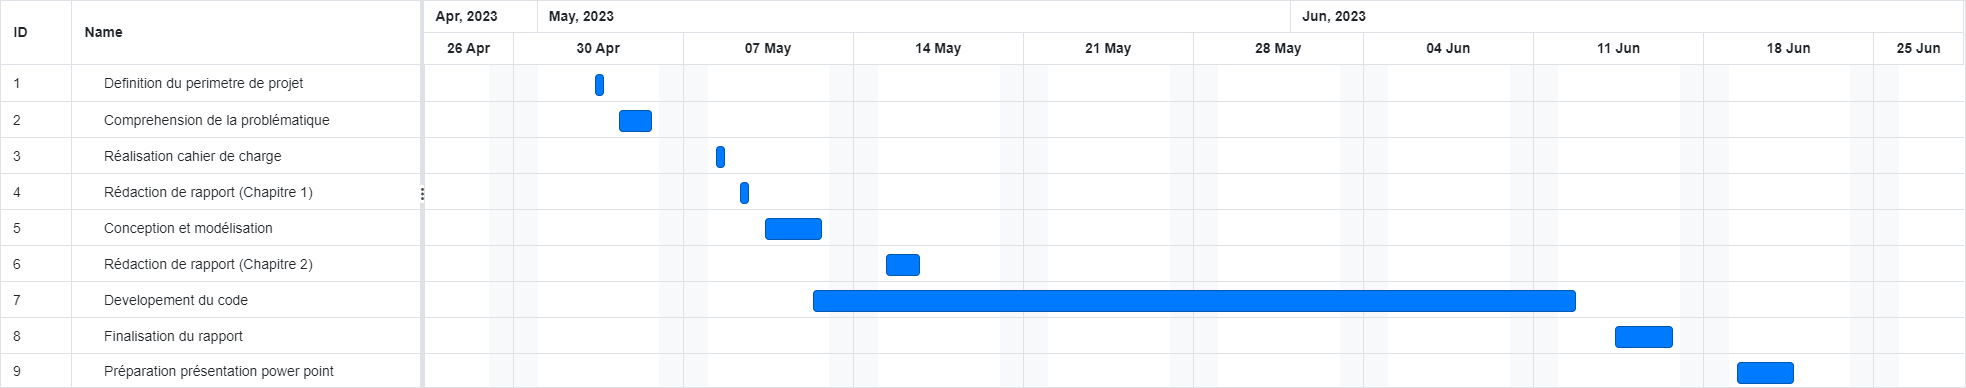 ID Name Apr, 2023 May, 2023 Jun, 2023
26 Apr 30 Apr 07 May 14 May 21 May 28 May 04 Jun 11 Jun 18 Jun 25 Jun
1 Definition du perimetre de projet
2 Comprehension de la problématique
3 Réalisation cahier de charge
4 Rédaction de rapport (Chapitre 1)
5 Conception et modélisation
6 Rédaction de rapport (Chapitre 2)
7 Developement du code
8 Finalisation du rapport
9 Préparation présentation power point